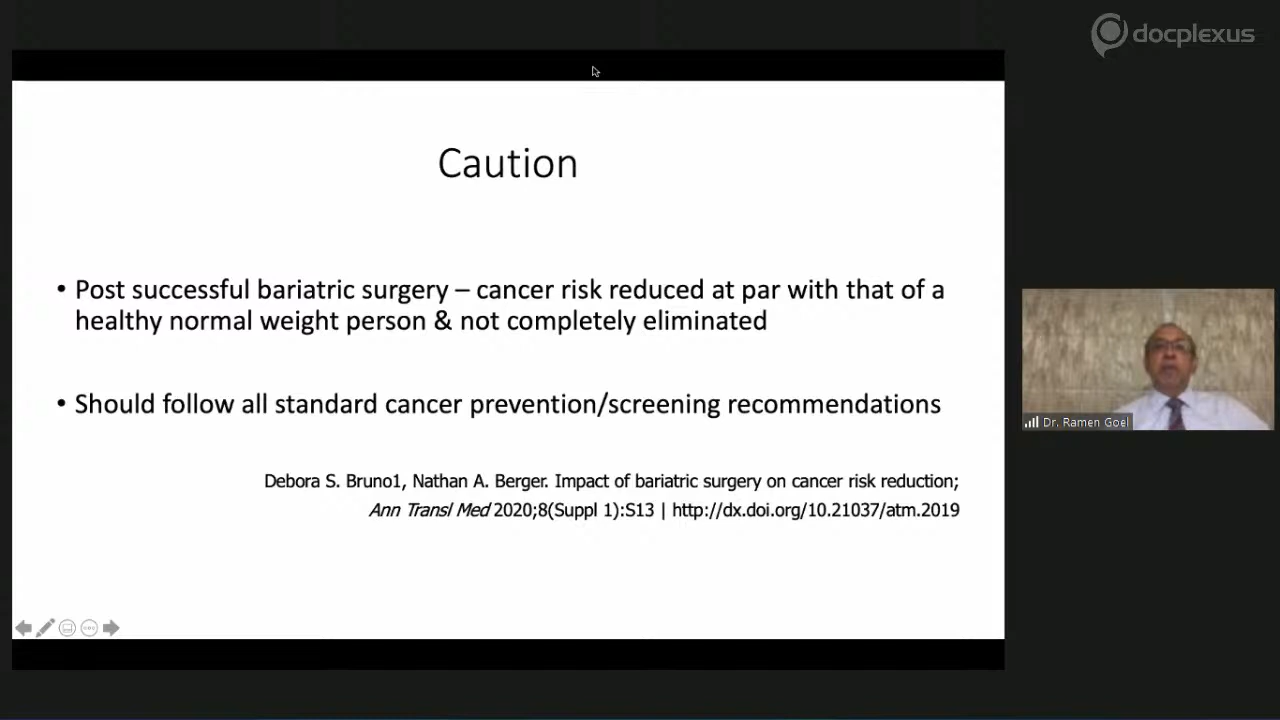 docplexus
Caution
• Post successful bariatric surgery – cancer risk reduced at par with that of a
healthy normal weight person & not completely eliminated
• Should follow all standard cancer prevention/screening recommendations
Debora S. Bruno1, Nathan A. Berger. Impact of bariatric surgery on cancer risk reduction;
Ann Transl Med 2020;8(Suppl 1):S13 | http://dx.doi.org/10.21037/atm.2019
Dr. Ramen Goel